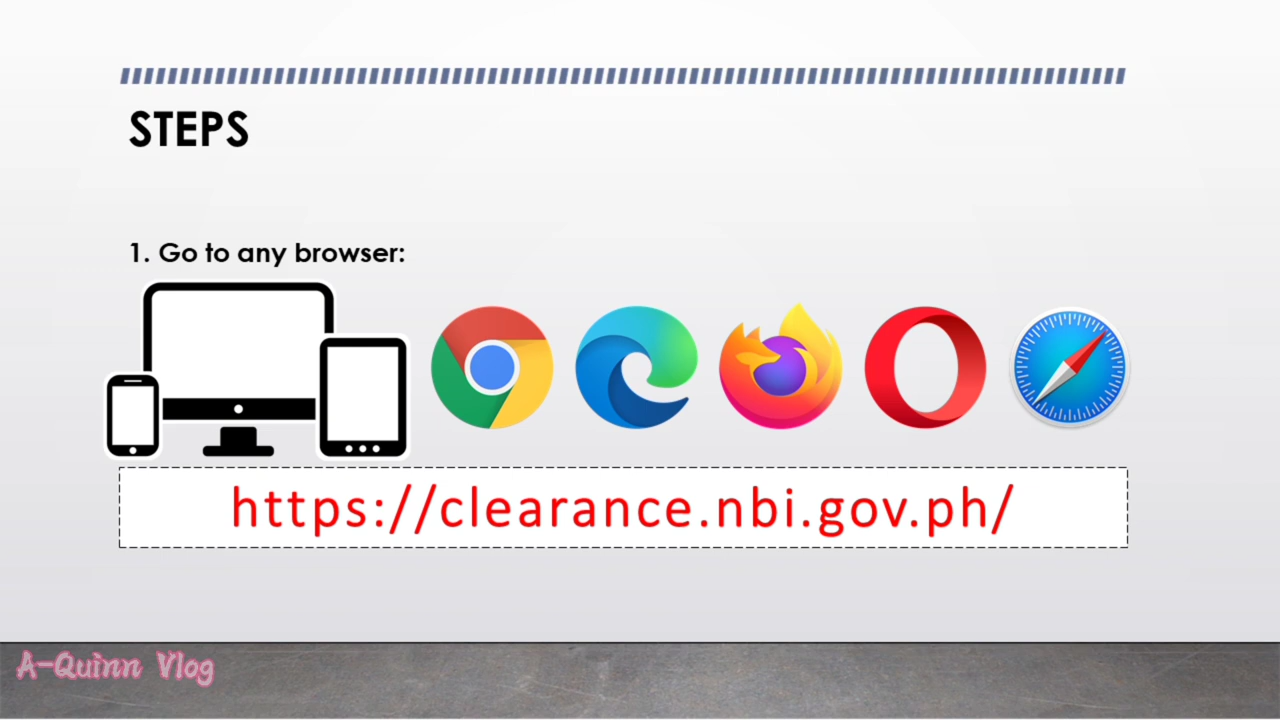 STEPS
1. Go to any browser:
https://clearance.nbi.gov.ph/
A-Quinn Vlog